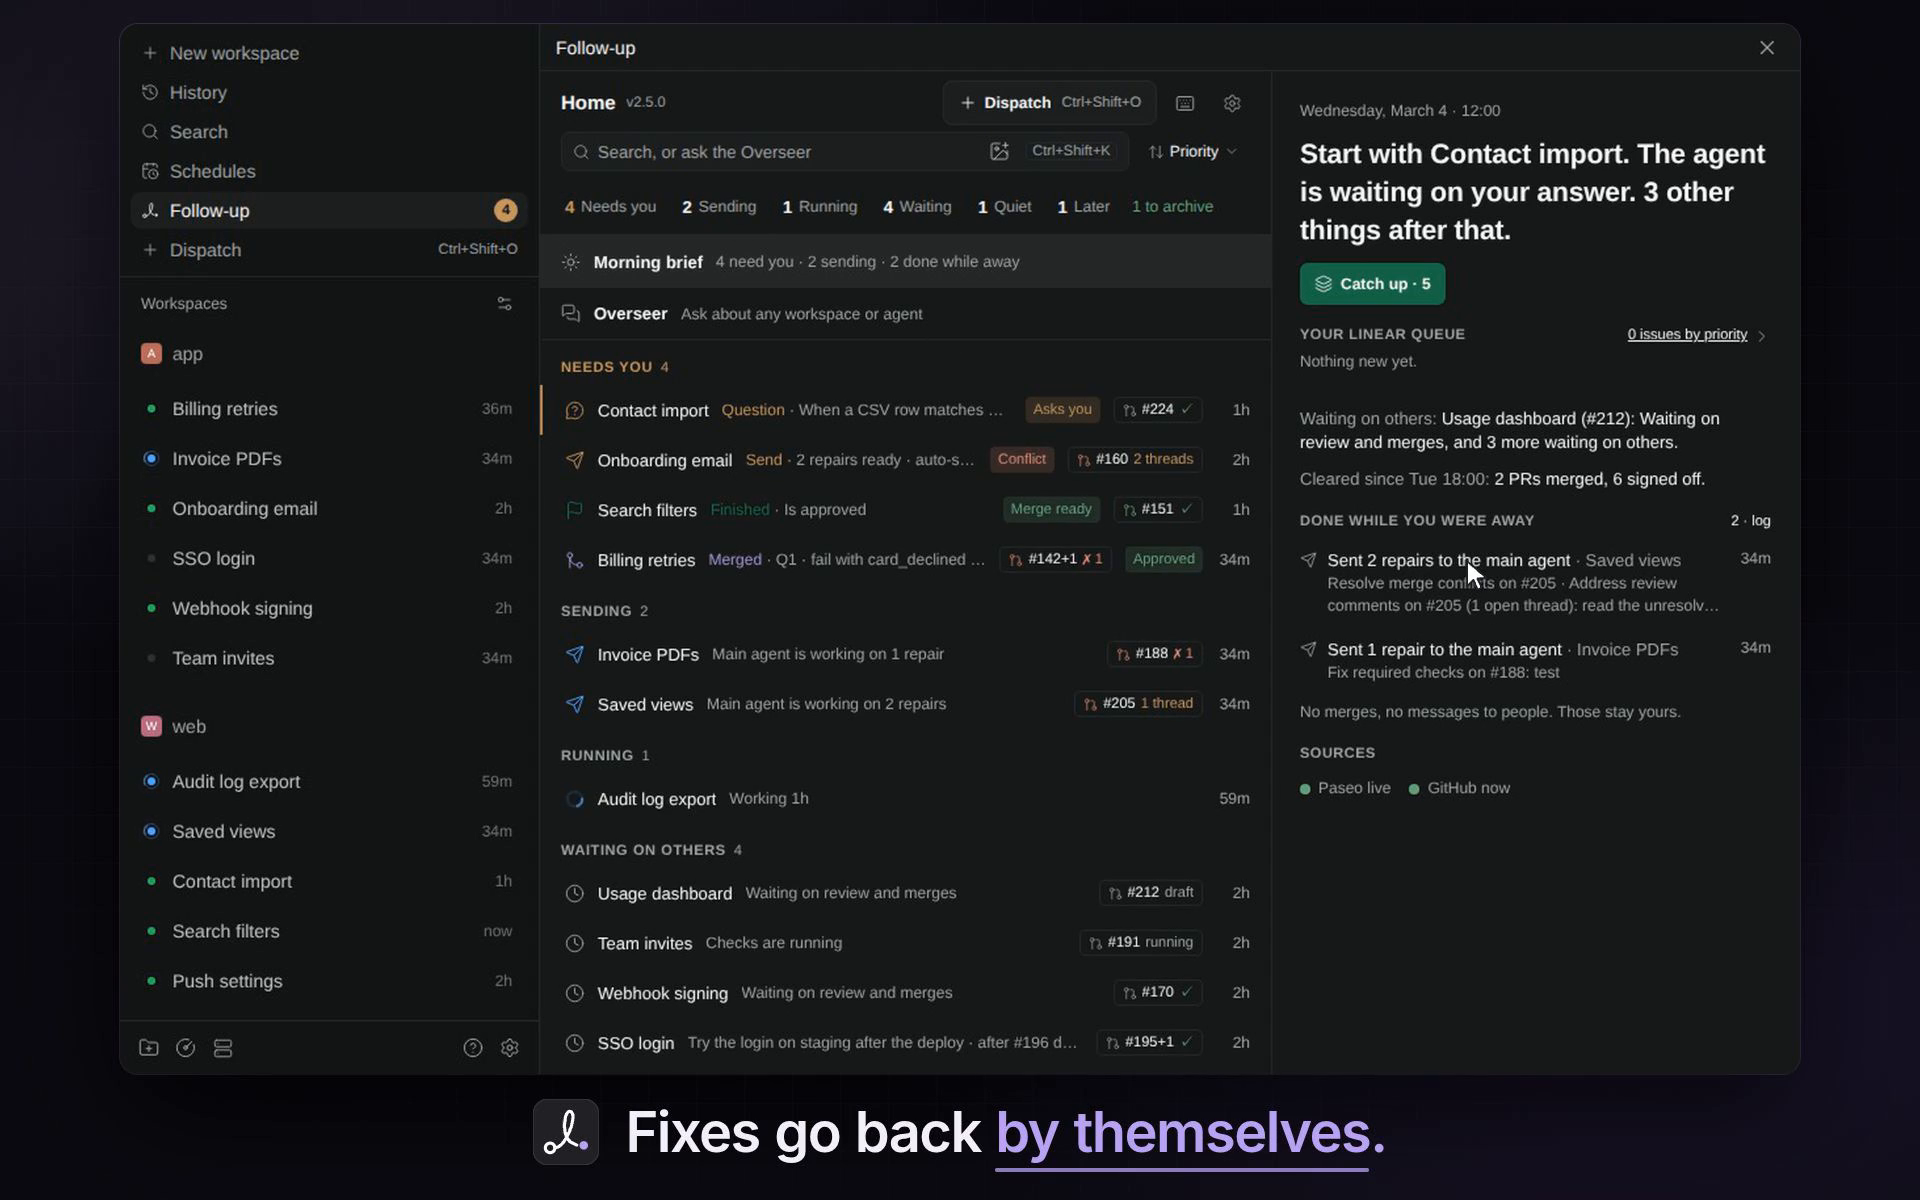 New workspace
History
Search
Schedules
Follow-up 4
Dispatch Ctrl+Shift+O
Workspaces
A app
Billing retries 36m
Invoice PDFs 34m
Onboarding email 2h
SSO login 34m
Webhook signing 2h
Team invites 34m
W web
Audit log export 59m
Saved views 34m
Contact import 1h
Search filters now
Push settings 2h
Follow-up
Home v2.5.0
Dispatch Ctrl+Shift+O
Search, or ask the Overseer Ctrl+Shift+K
Priority
4 Needs you 2 Sending 1 Running 4 Waiting 1 Quiet 1 Later 1 to archive
Morning brief 4 need you · 2 sending · 2 done while away
Overseer Ask about any workspace or agent
NEEDS YOU 4
Contact import Question · When a CSV row matches … Asks you #224 ✓ 1h
Onboarding email Send · 2 repairs ready · auto-s… Conflict #160 2 threads 2h
Search filters Finished · Is approved Merge ready #151 ✓ 1h
Billing retries Merged · Q1 · fail with card_declined … #142+1 ✗ 1 Approved 34m
SENDING 2
Invoice PDFs Main agent is working on 1 repair #188 ✗ 1 34m
Saved views Main agent is working on 2 repairs #205 1 thread 34m
RUNNING 1
Audit log export Working 1h 59m
WAITING ON OTHERS 4
Usage dashboard Waiting on review and merges #212 draft 2h
Team invites Checks are running #191 running 2h
Webhook signing Waiting on review and merges #170 ✓ 2h
SSO login Try the login on staging after the deploy · after #196 d… #195+1 ✓ 2h
Wednesday, March 4 · 12:00
Start with Contact import. The agent
is waiting on your answer. 3 other
things after that.
Catch up · 5
YOUR LINEAR QUEUE 0 issues by priority
Nothing new yet.
Waiting on others: Usage dashboard (#212): Waiting on
review and merges, and 3 more waiting on others.
Cleared since Tue 18:00: 2 PRs merged, 6 signed off.
DONE WHILE YOU WERE AWAY 2 · log
Sent 2 repairs to the main agent · Saved views 34m
Resolve merge conflicts on #205 · Address review
comments on #205 (1 open thread): read the unresolv…
Sent 1 repair to the main agent · Invoice PDFs 34m
Fix required checks on #188: test
No merges, no messages to people. Those stay yours.
SOURCES
Paseo live GitHub now
Fixes go back by themselves.